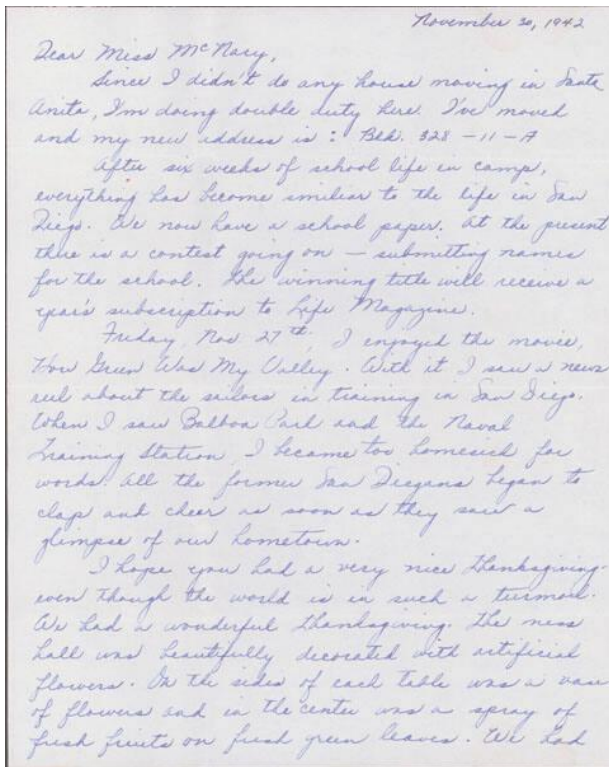 November 30, 1942
Dear Miss McNary,
Since I didn't do any house moving in Santa
Anita, I'm doing double duty here. I've moved
and my new address is: Blk. 328-11-A
After six weeks of school life in camp,
everything has become similiar to the life in San
Diego. We now have a school paper. At the present
there is a contest going on — submitting names
for the school. The winning title will receive a
year's subscription to Life Magazine.
Friday, Nov 27th, I enjoyed the movie,
How Green Was My Valley. With it I saw a news
reel about the sailors in training in San Diego.
When I saw Balboa Park and the Naval
Training Station, I became too homesick for
words. All the former San Diegans began to
clap and cheer as soon as they saw a
glimpse of our hometown.
I hope you had a very nice Thanksgiving-
even though the world is in such a turmoil.
We had a wonderful Thanksgiving. The mess
hall was beautifully decorated with artificial
flowers. On the sides of each table was a vase
of flowers and in the center was a spray of
fresh fruits on fresh green leaves. We had